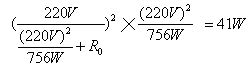 ( 220V / ( (220V)² / 756W + R₀ ) )² × (220V)² / 756W = 41W